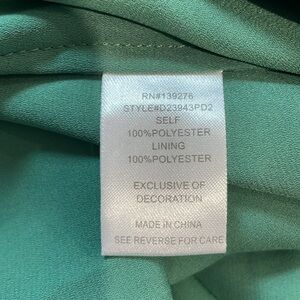 RN#139276
STYLE#D23943PD2
SELF
100%POLYESTER
LINING
100%POLYESTER
EXCLUSIVE OF
DECORATION
MADE IN CHINA
SEE REVERSE FOR CARE